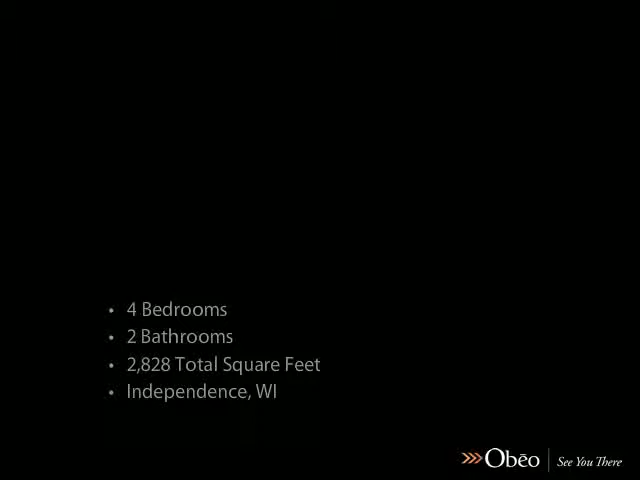 • 4 Bedrooms
• 2 Bathrooms
• 2,828 Total Square Feet
• Independence, WI
>>> Obēo | See You There